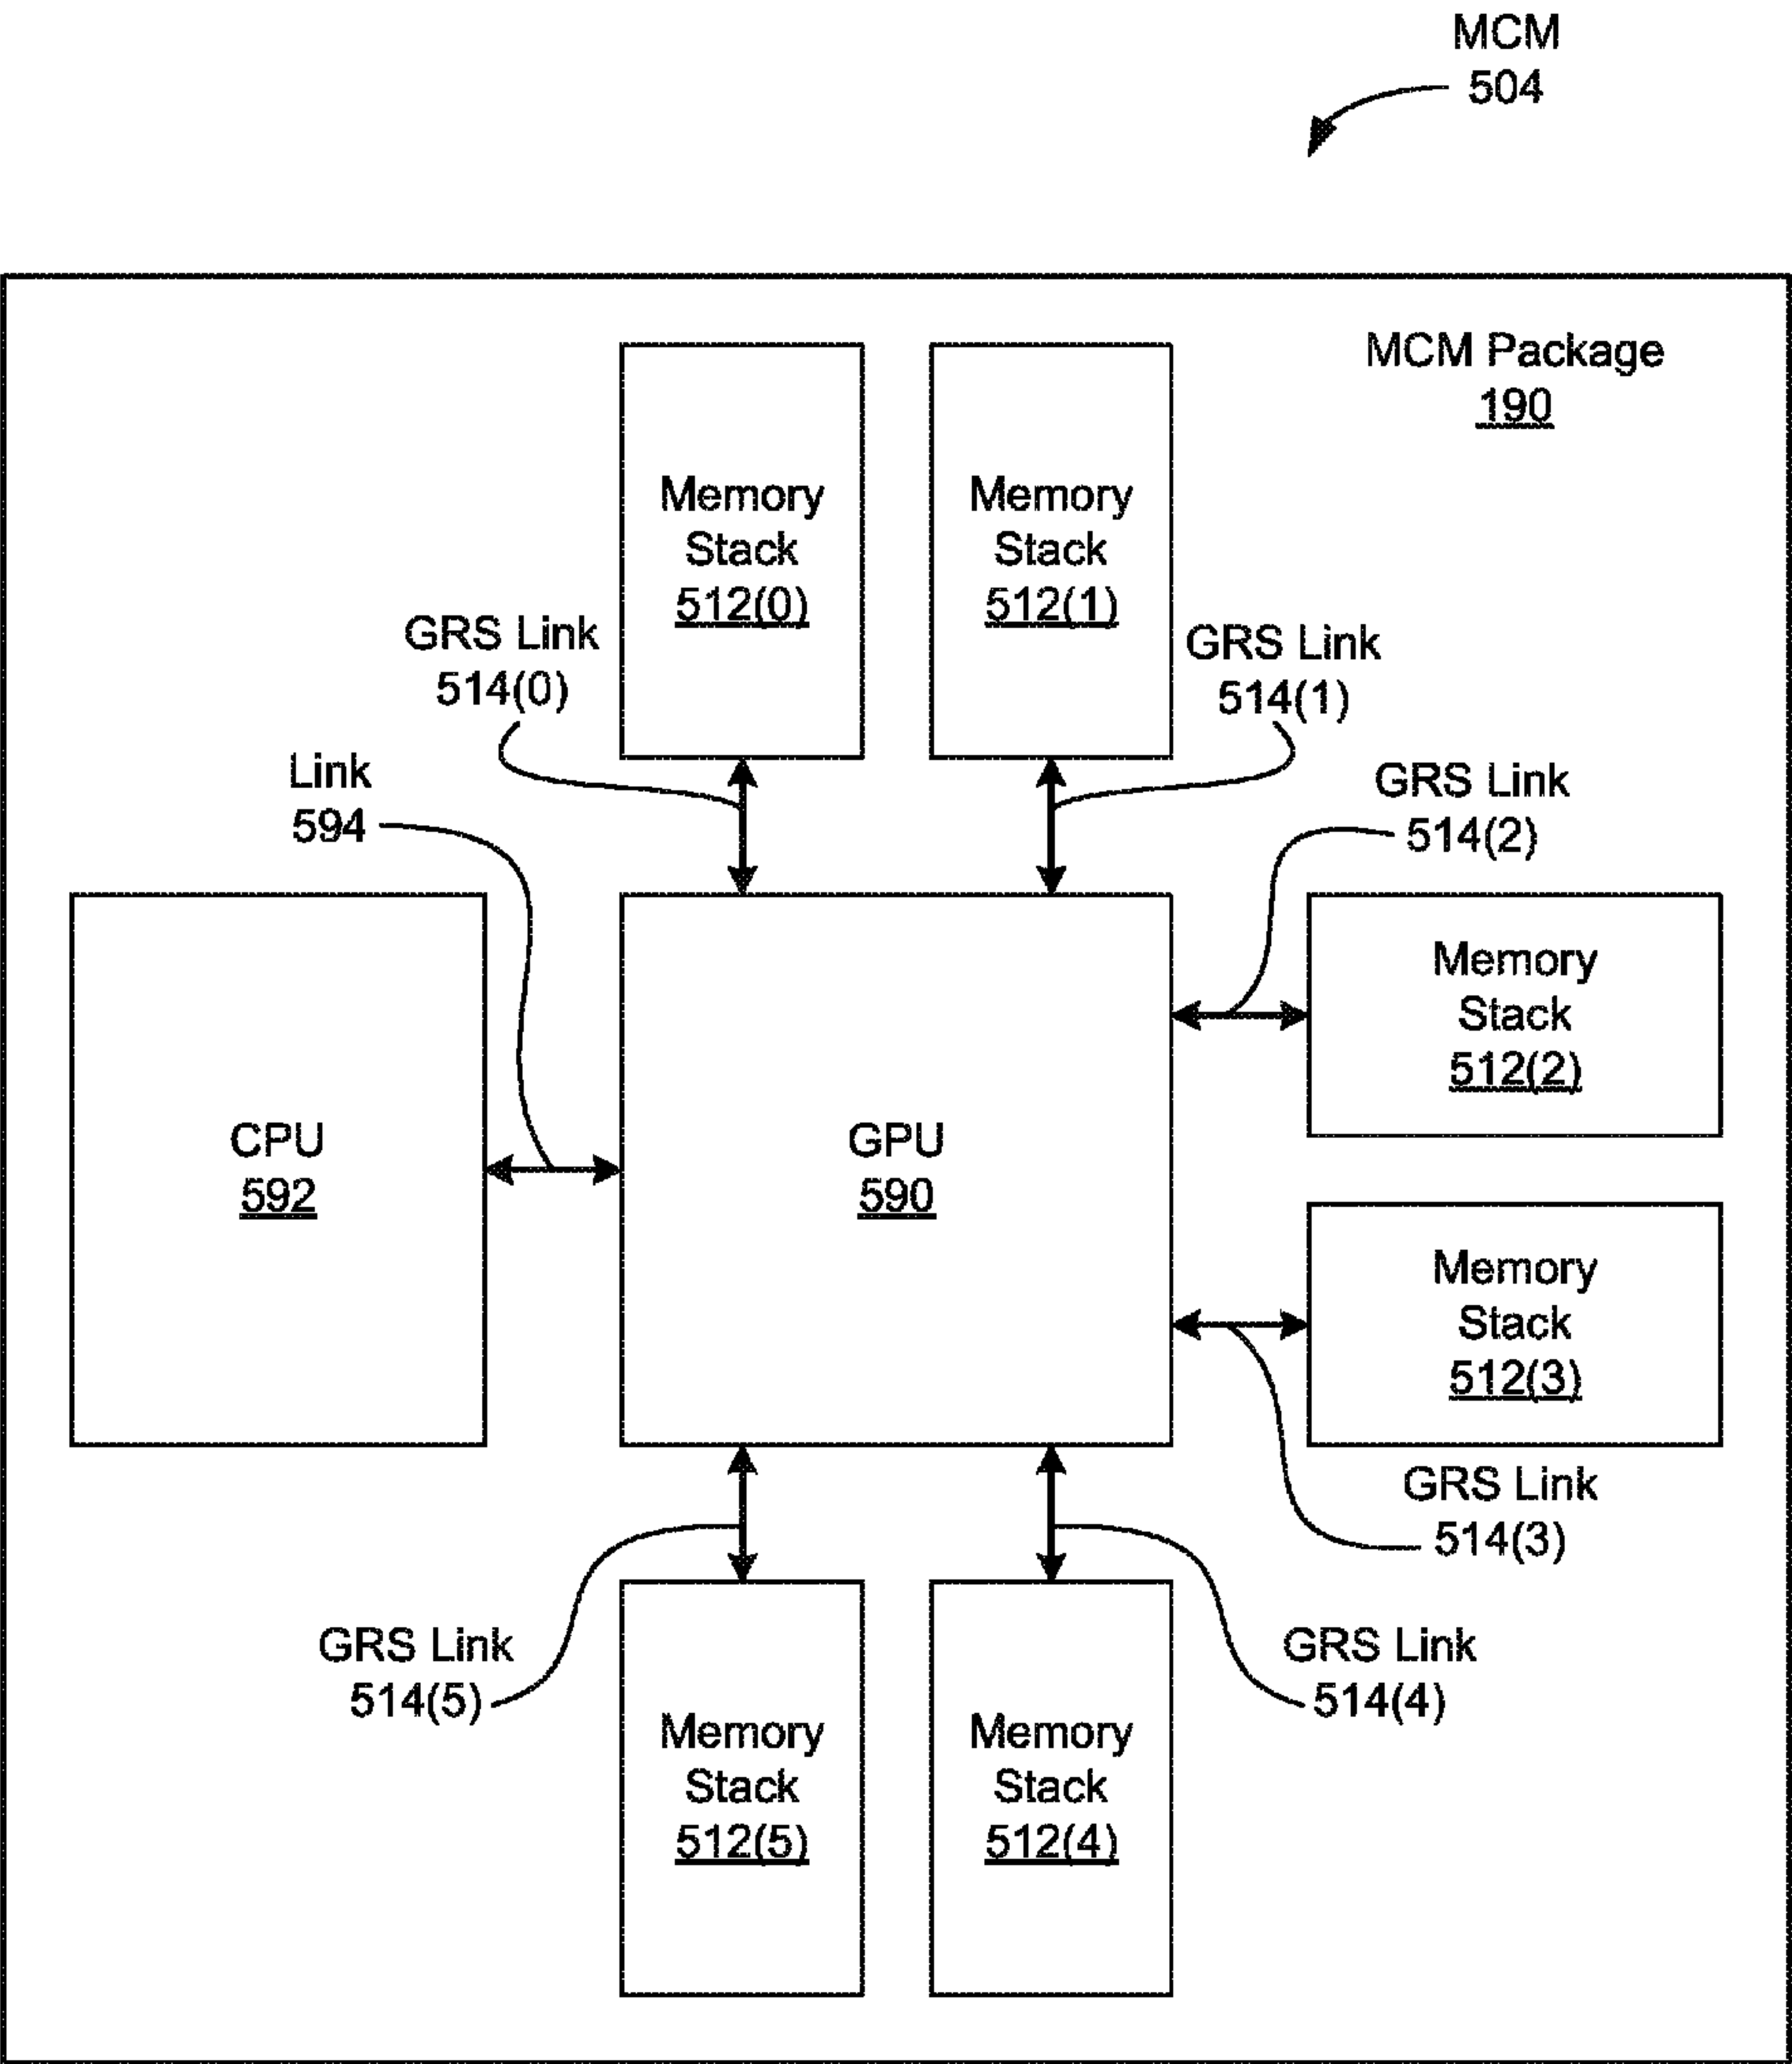 MCM
504
MCM Package
190
Memory
Stack
512(0)
Memory
Stack
512(1)
GRS Link
514(0)
GRS Link
514(1)
Link
594
GRS Link
514(2)
CPU
592
GPU
590
Memory
Stack
512(2)
Memory
Stack
512(3)
GRS Link
514(3)
GRS Link
514(5)
GRS Link
514(4)
Memory
Stack
512(5)
Memory
Stack
512(4)